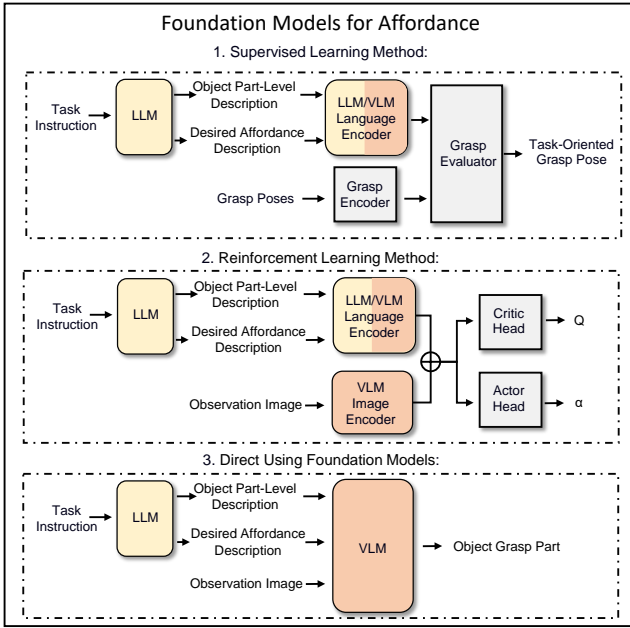 Foundation Models for Affordance
1. Supervised Learning Method:
Task
Instruction
LLM
Object Part-Level
Description
Desired Affordance
Description
LLM/VLM
Language
Encoder
Grasp Poses
Grasp
Encoder
Grasp
Evaluator
Task-Oriented
Grasp Pose
2. Reinforcement Learning Method:
Task
Instruction
LLM
Object Part-Level
Description
Desired Affordance
Description
LLM/VLM
Language
Encoder
Observation Image
VLM
Image
Encoder
Critic
Head
Q
Actor
Head
α
3. Direct Using Foundation Models:
Task
Instruction
LLM
Object Part-Level
Description
Desired Affordance
Description
Observation Image
VLM
Object Grasp Part